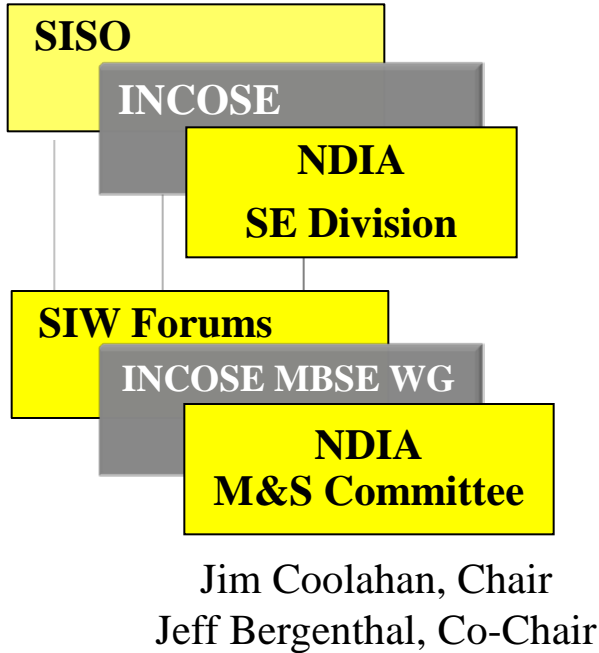 SISO
INCOSE
NDIA
SE Division
SIW Forums
INCOSE MBSE WG
NDIA
M&S Committee
Jim Coolahan, Chair
Jeff Bergenthal, Co-Chair